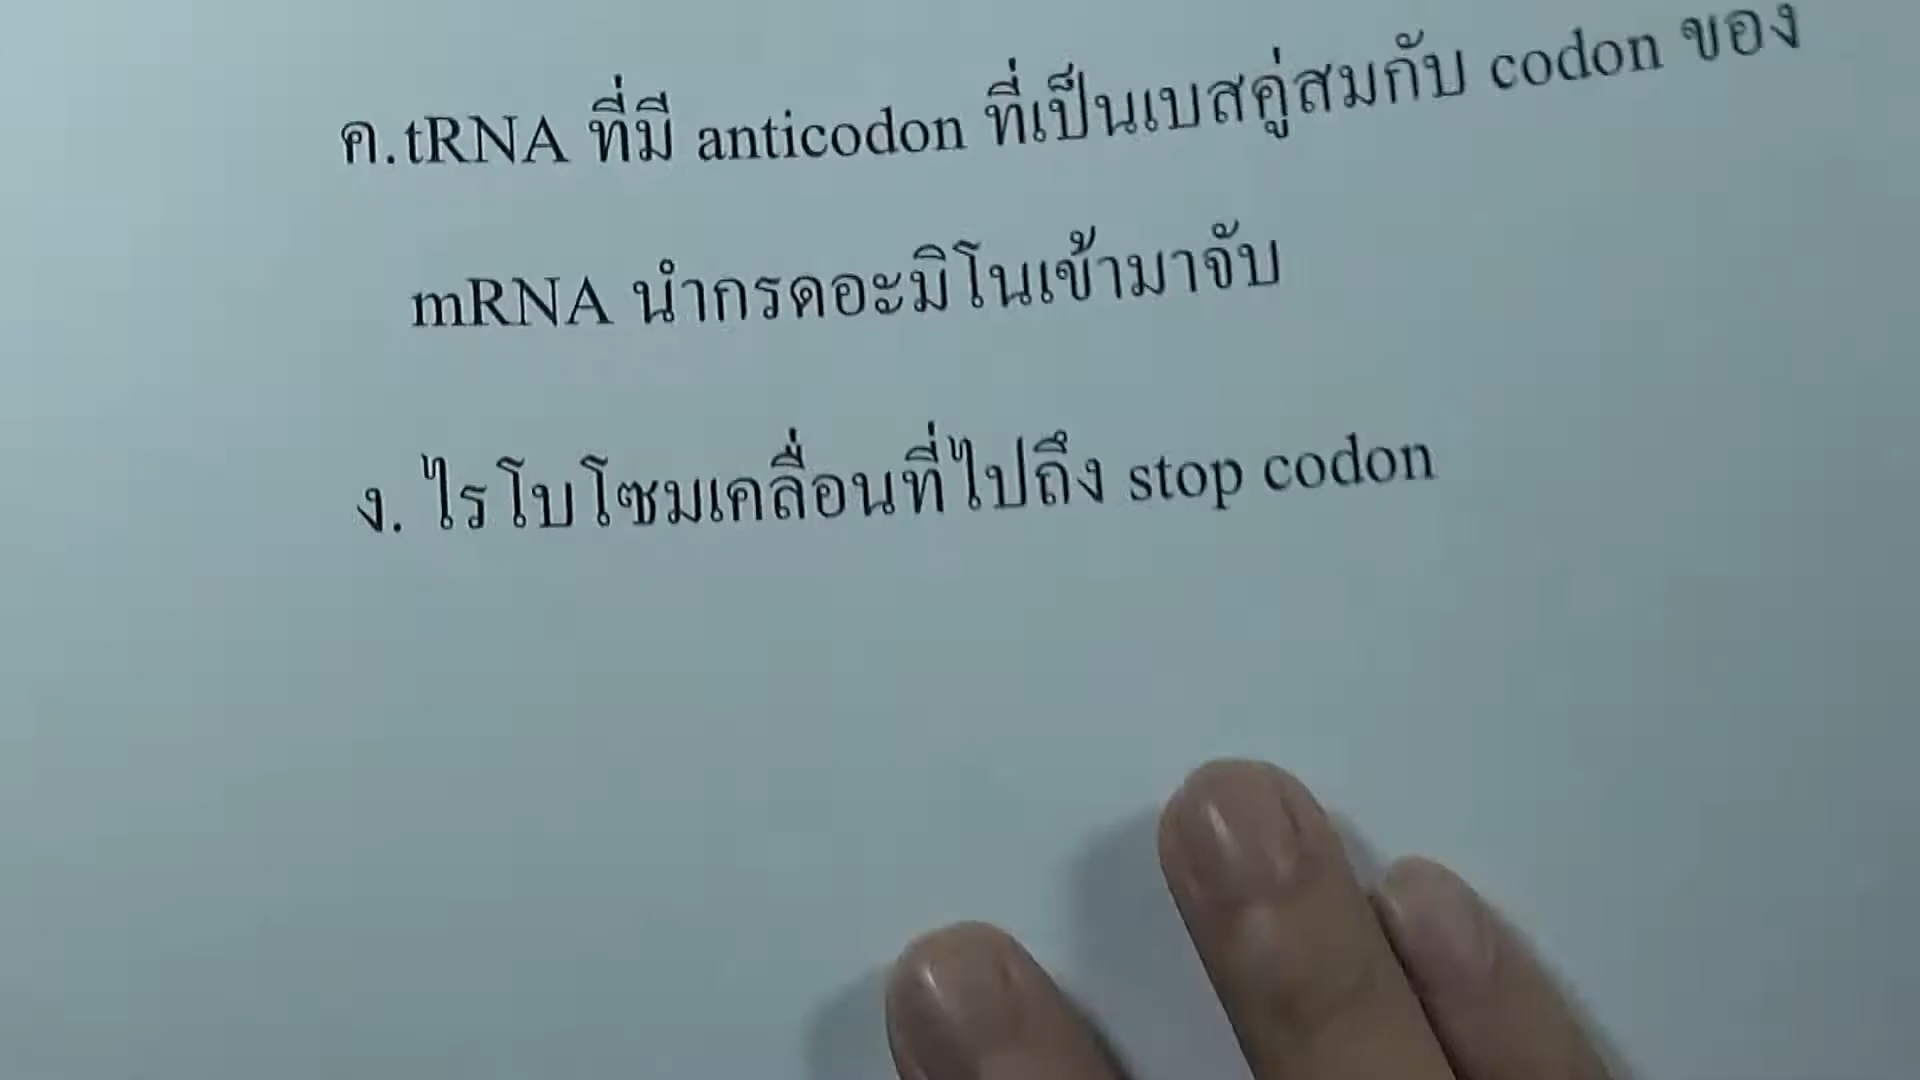 ค.tRNA ที่มี anticodon ที่เป็นเบสคู่สมกับ codon ของ
mRNA นำกรดอะมิโนเข้ามาจับ
ง. ไรโบโซมเคลื่อนที่ไปถึง stop codon